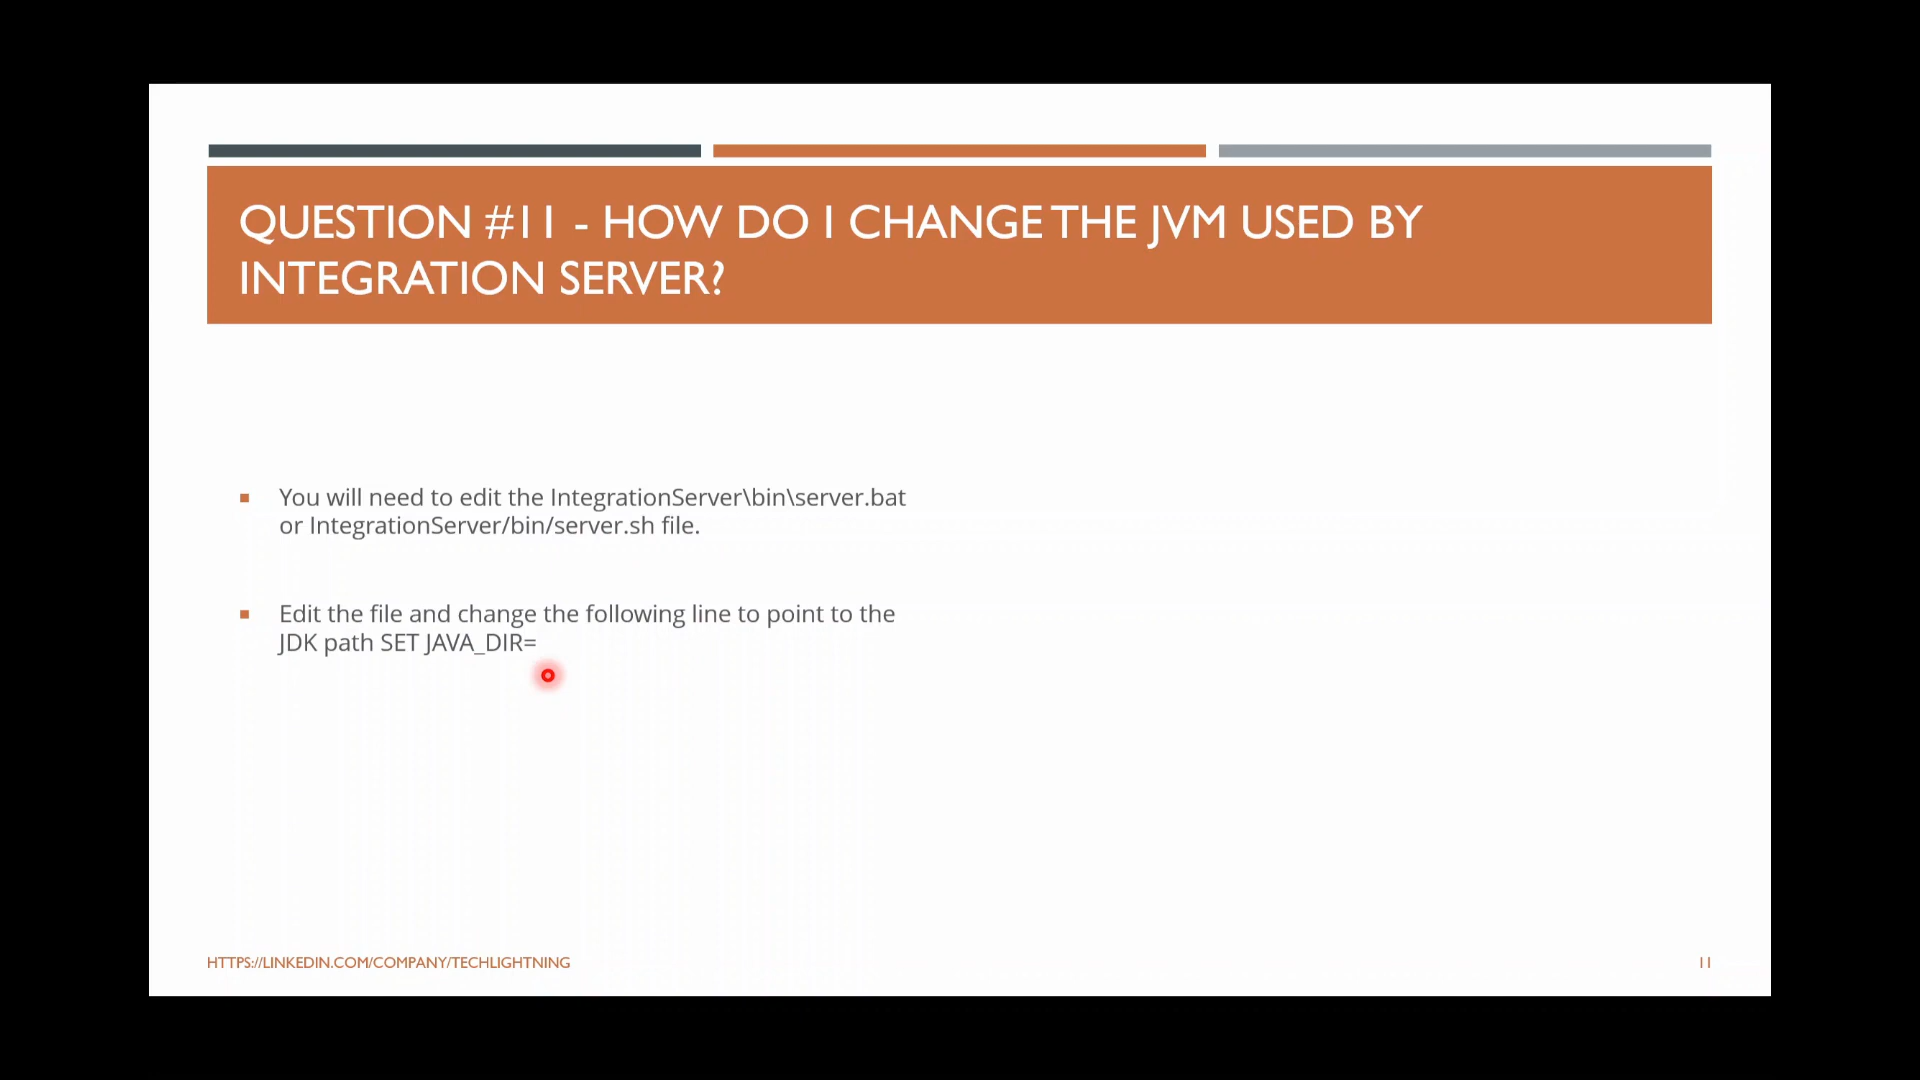 QUESTION #11 - HOW DO I CHANGE THE JVM USED BY
INTEGRATION SERVER?
You will need to edit the IntegrationServer\bin\server.bat
or IntegrationServer/bin/server.sh file.
Edit the file and change the following line to point to the
JDK path SET JAVA_DIR=
HTTPS://LINKEDIN.COM/COMPANY/TECHLIGHTNING
11